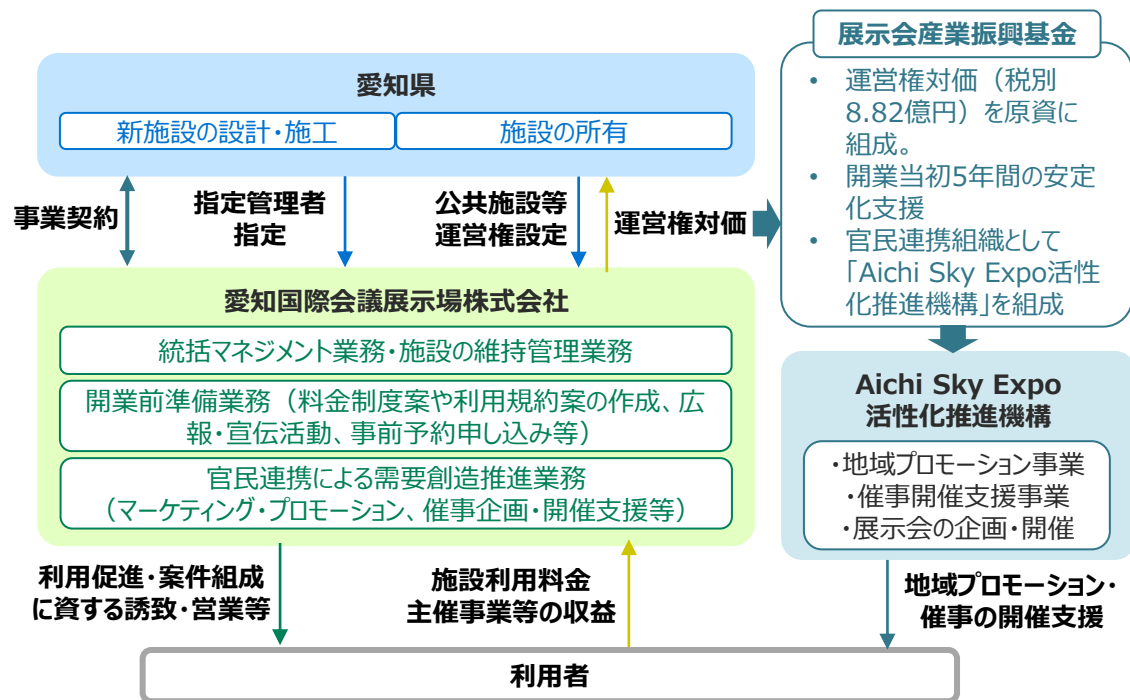 愛知県
新施設の設計・施工
施設の所有
事業契約
指定管理者
指定
公共施設等
運営権設定
運営権対価
展示会産業振興基金
• 運営権対価（税別
8.82億円）を原資に
組成。
• 開業当初5年間の安定
化支援
• 官民連携組織として
「Aichi Sky Expo活性
化推進機構」を組成
愛知国際会議展示場株式会社
統括マネジメント業務・施設の維持管理業務
開業前準備業務（料金制度案や利用規約案の作成、広
報・宣伝活動、事前予約申し込み等）
官民連携による需要創造推進業務
（マーケティング・プロモーション、催事企画・開催支援等）
Aichi Sky Expo
活性化推進機構
・地域プロモーション事業
・催事開催支援事業
・展示会の企画・開催
利用促進・案件組成
に資する誘致・営業等
施設利用料金
主催事業等の収益
地域プロモーション・
催事の開催支援
利用者